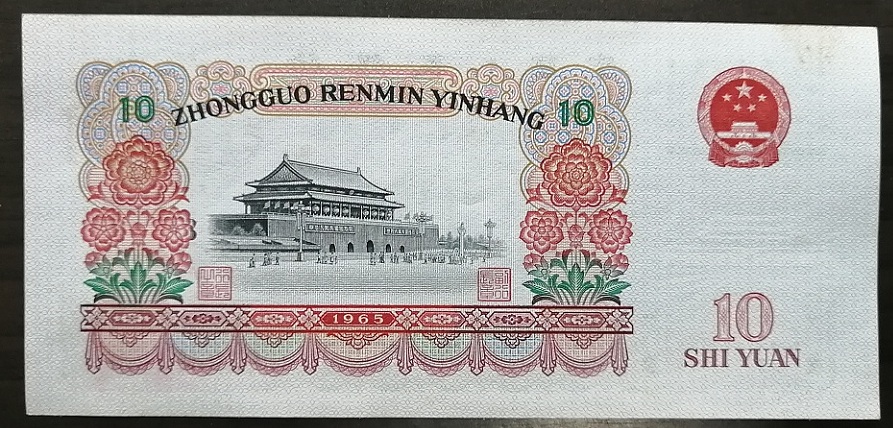 10 ZHONGGUO RENMIN YINHANG 10
1965
10
SHI YUAN